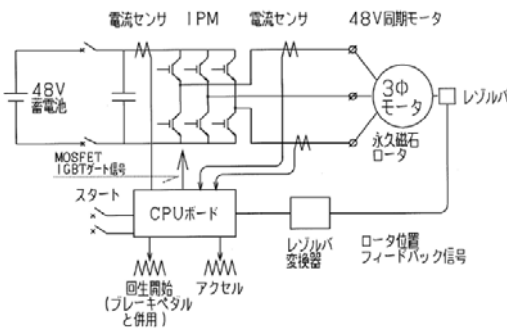 電流センサ IPM 電流センサ 48V同期モータ
48V
蓄電池
3Φ
モータ
レゾルバ
永久磁石
ロータ
MOSFET
IGBTゲート信号
スタート
CPUボード
レゾルバ
変換器
ロータ位置
フィードバック信号
回生開始
(ブレーキペダル
と併用)
アクセル